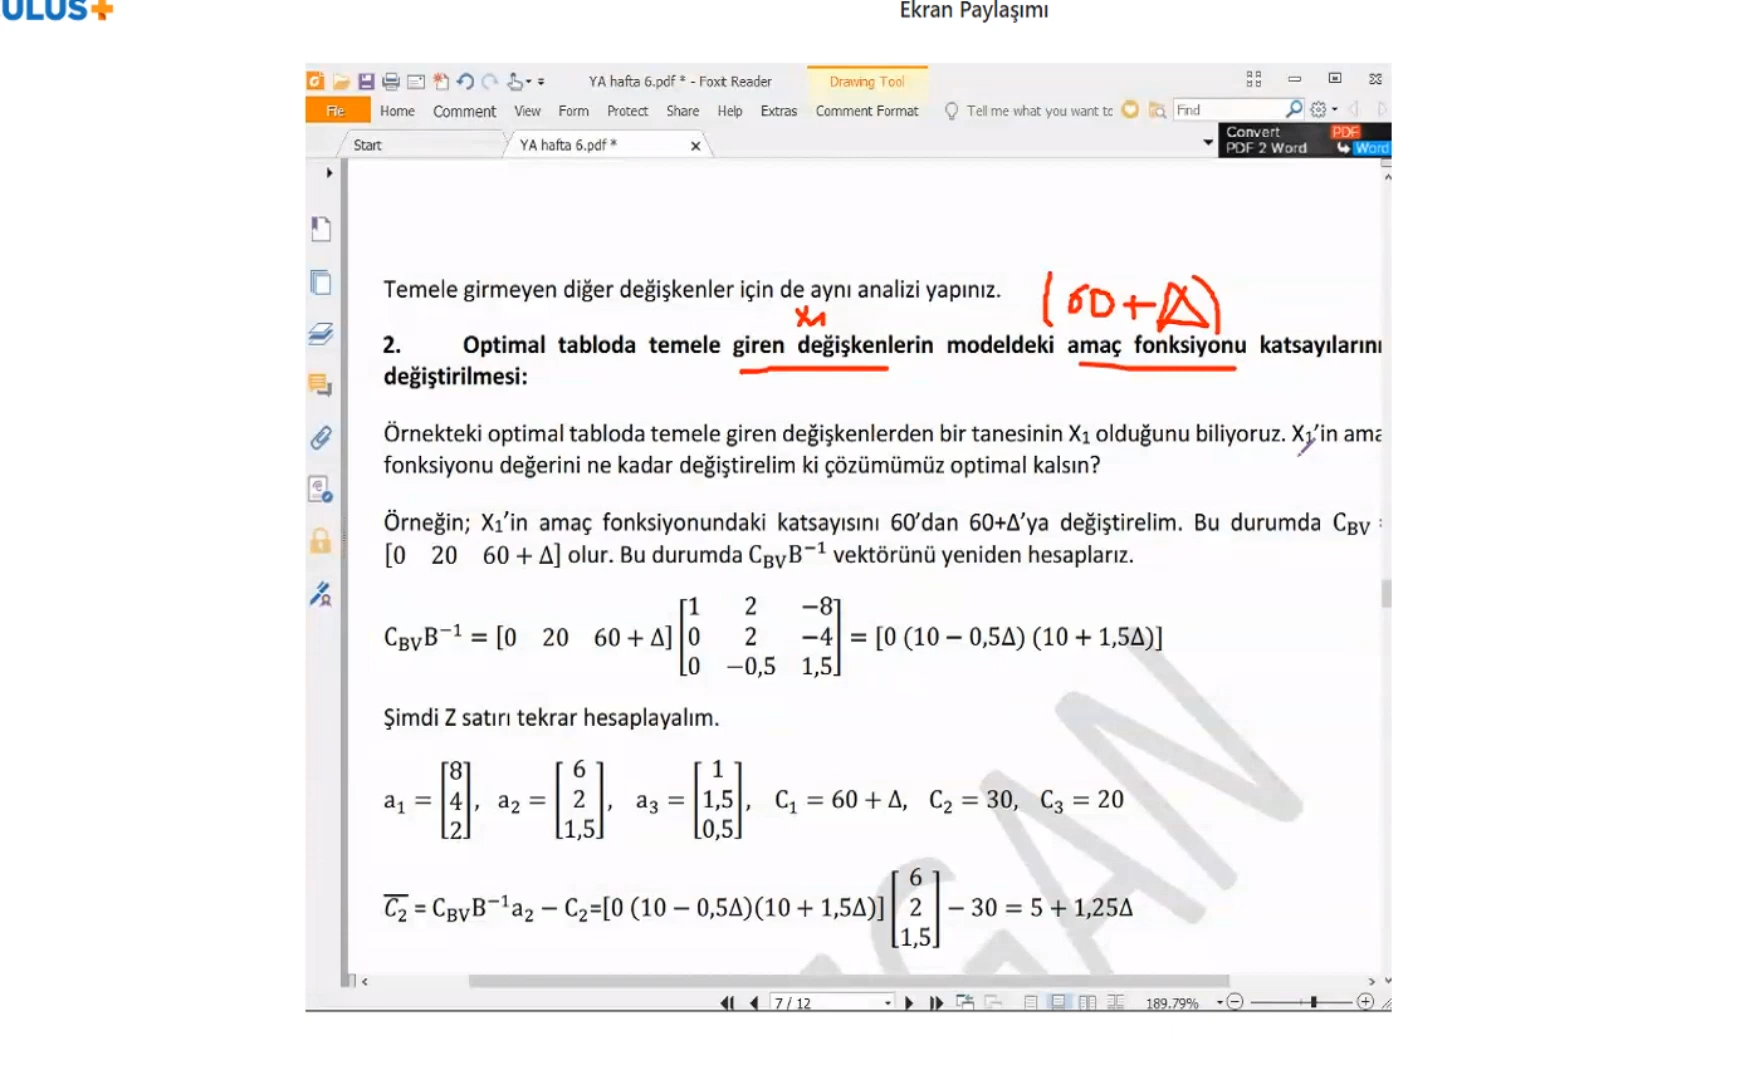 ULUS+
Ekran Paylaşımı
YA hafta 6.pdf * - Foxit Reader
Drawing Tool
File Home Comment View Form Protect Share Help Extras Comment Format Tell me what you want tc Find
Start
YA hafta 6.pdf *
Convert PDF
PDF 2 Word Word
Temele girmeyen diğer değişkenler için de aynı analizi yapınız.
(60+Δ)
X1
2. Optimal tabloda temele giren değişkenlerin modeldeki amaç fonksiyonu katsayılarını
değiştirilmesi:
Örnekteki optimal tabloda temele giren değişkenlerden bir tanesinin X₁ olduğunu biliyoruz. X₁'in ama
fonksiyonu değerini ne kadar değiştirelim ki çözümümüz optimal kalsın?
Örneğin; X₁'in amaç fonksiyonundaki katsayısını 60'dan 60+Δ'ya değiştirelim. Bu durumda C_BV =
[0 20 60 + Δ] olur. Bu durumda C_BVB⁻¹ vektörünü yeniden hesaplarız.
C_BVB⁻¹ = [0 20 60 + Δ] [1 2 −8; 0 2 −4; 0 −0,5 1,5] = [0 (10 − 0,5Δ) (10 + 1,5Δ)]
Şimdi Z satırı tekrar hesaplayalım.
a₁ = [8; 4; 2], a₂ = [6; 2; 1,5], a₃ = [1; 1,5; 0,5], C₁ = 60 + Δ, C₂ = 30, C₃ = 20
C̅₂ = C_BVB⁻¹a₂ − C₂=[0 (10 − 0,5Δ)(10 + 1,5Δ)] [6; 2; 1,5] − 30 = 5 + 1,25Δ
GAN
7 / 12
189.79%